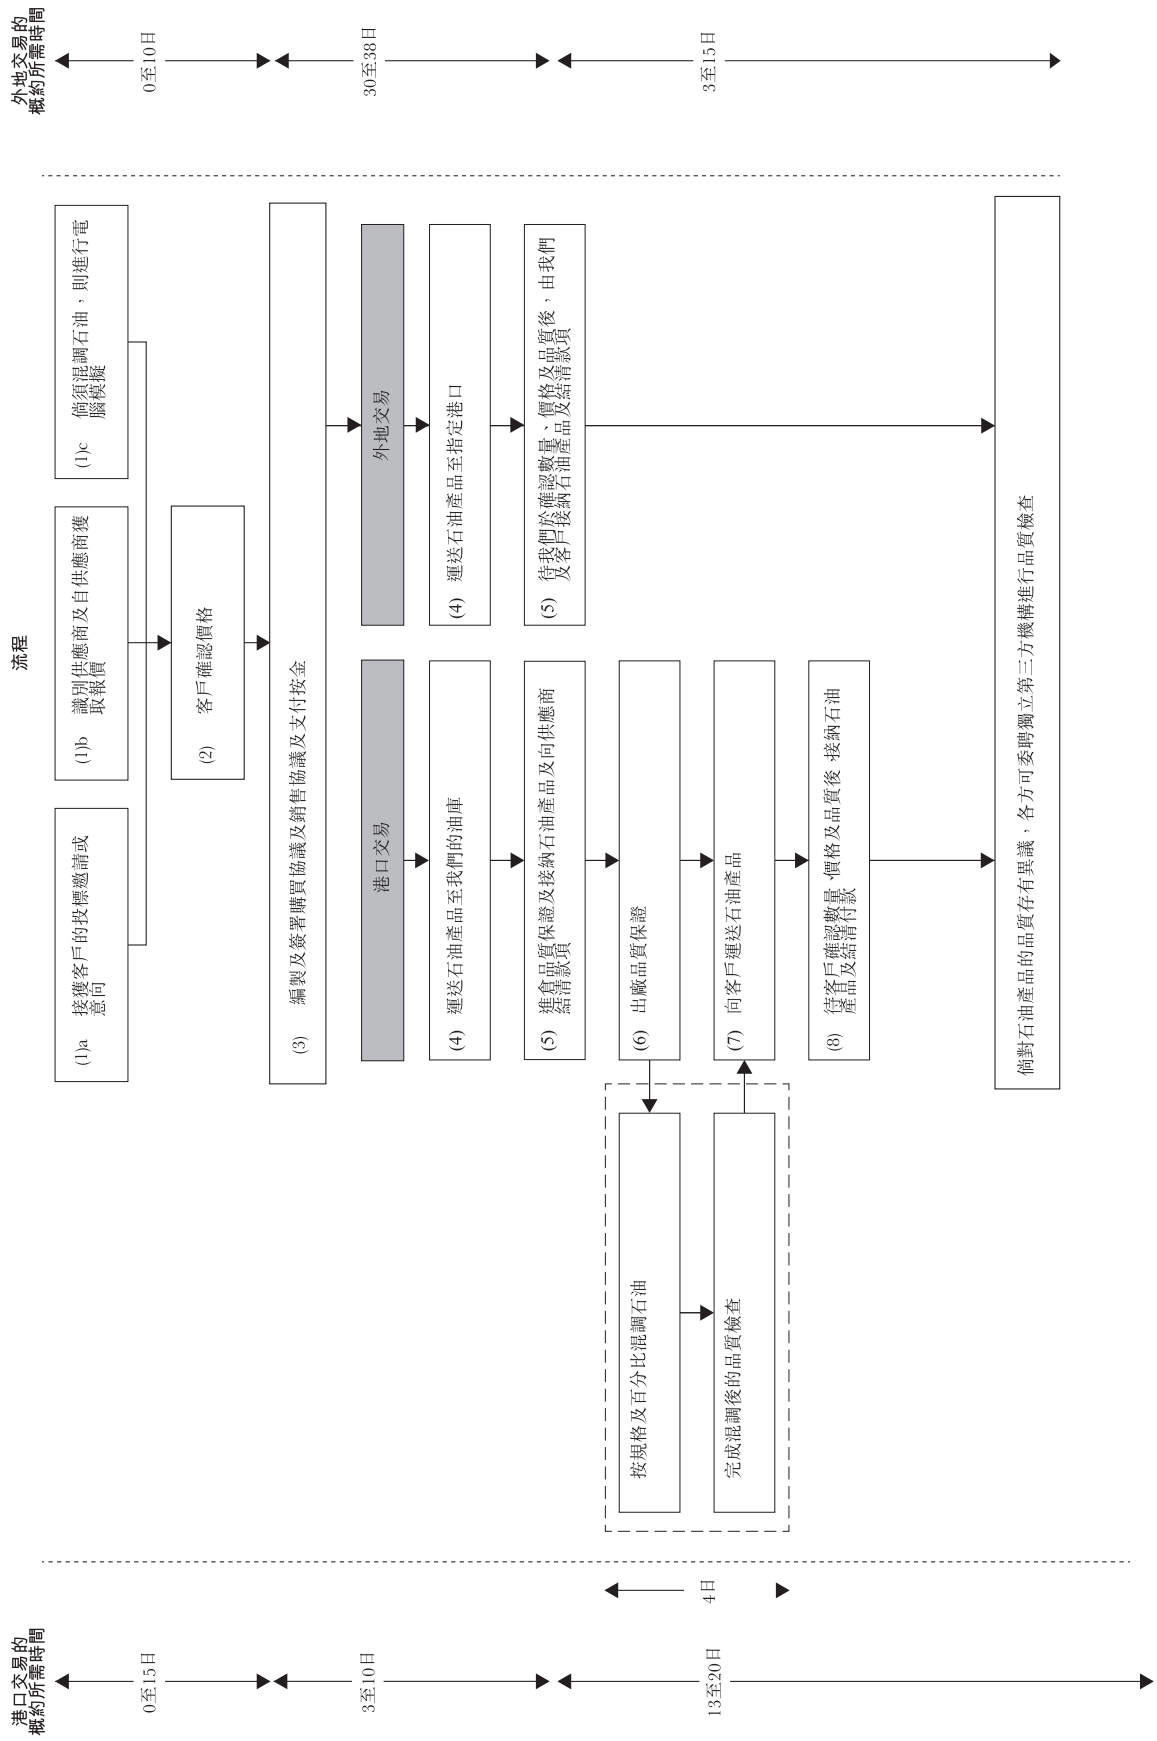 港口交易的
概約所需時間
流程
外地交易的
概約所需時間
0至15日
3至10日
13至20日
4日
0至10日
30至38日
3至15日
(1)a 接獲客戶的投標邀請或
意向
(1)b 識別供應商及自供應商獲
取報價
(1)c 倘須混調石油，則進行電
腦模擬
(2) 客戶確認價格
(3) 編製及簽署購買協議及銷售協議及支付按金
港口交易
外地交易
(4) 運送石油產品至我們的油庫
(4) 運送石油產品至指定港口
(5) 進倉品質保證及接納石油產品及向供應商
結清款項
(5) 待我們於確認數量、價格及品質後，由我們
及客戶接納石油產品及結清款項
(6) 出廠品質保證
按規格及百分比混調石油
(7) 向客戶運送石油產品
完成混調後的品質檢查
(8) 待客戶確認數量、價格及品質後 接納石油
產品及結清付款
倘對石油產品的品質存有異議，各方可委聘獨立第三方機構進行品質檢查